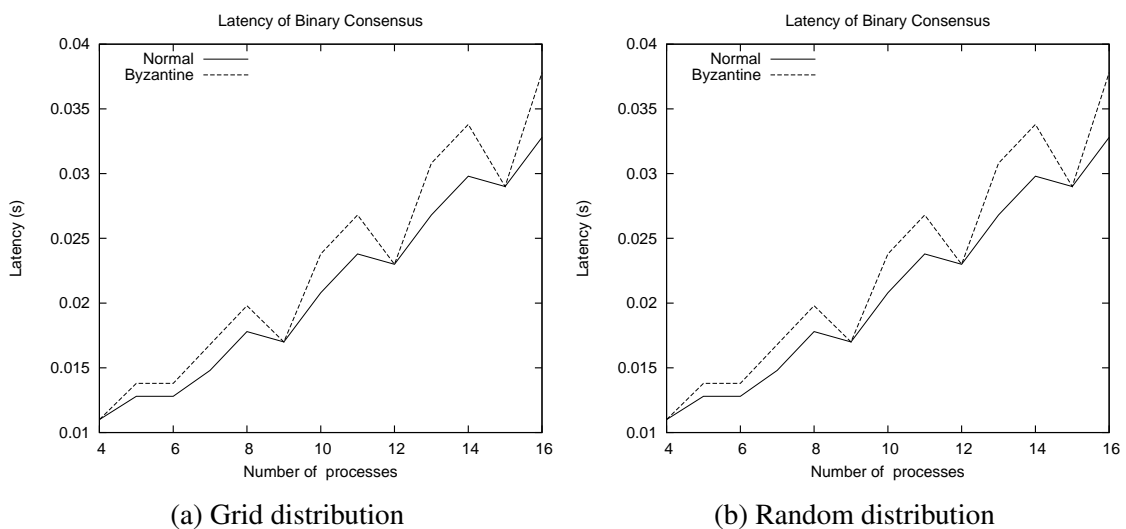 Latency of Binary Consensus
0.04
0.035
0.03
0.025
0.02
0.015
0.01
Latency (s)
Normal
Byzantine
4 6 8 10 12 14 16
Number of processes
(a) Grid distribution
Latency of Binary Consensus
0.04
0.035
0.03
0.025
0.02
0.015
0.01
Latency (s)
Normal
Byzantine
4 6 8 10 12 14 16
Number of processes
(b) Random distribution